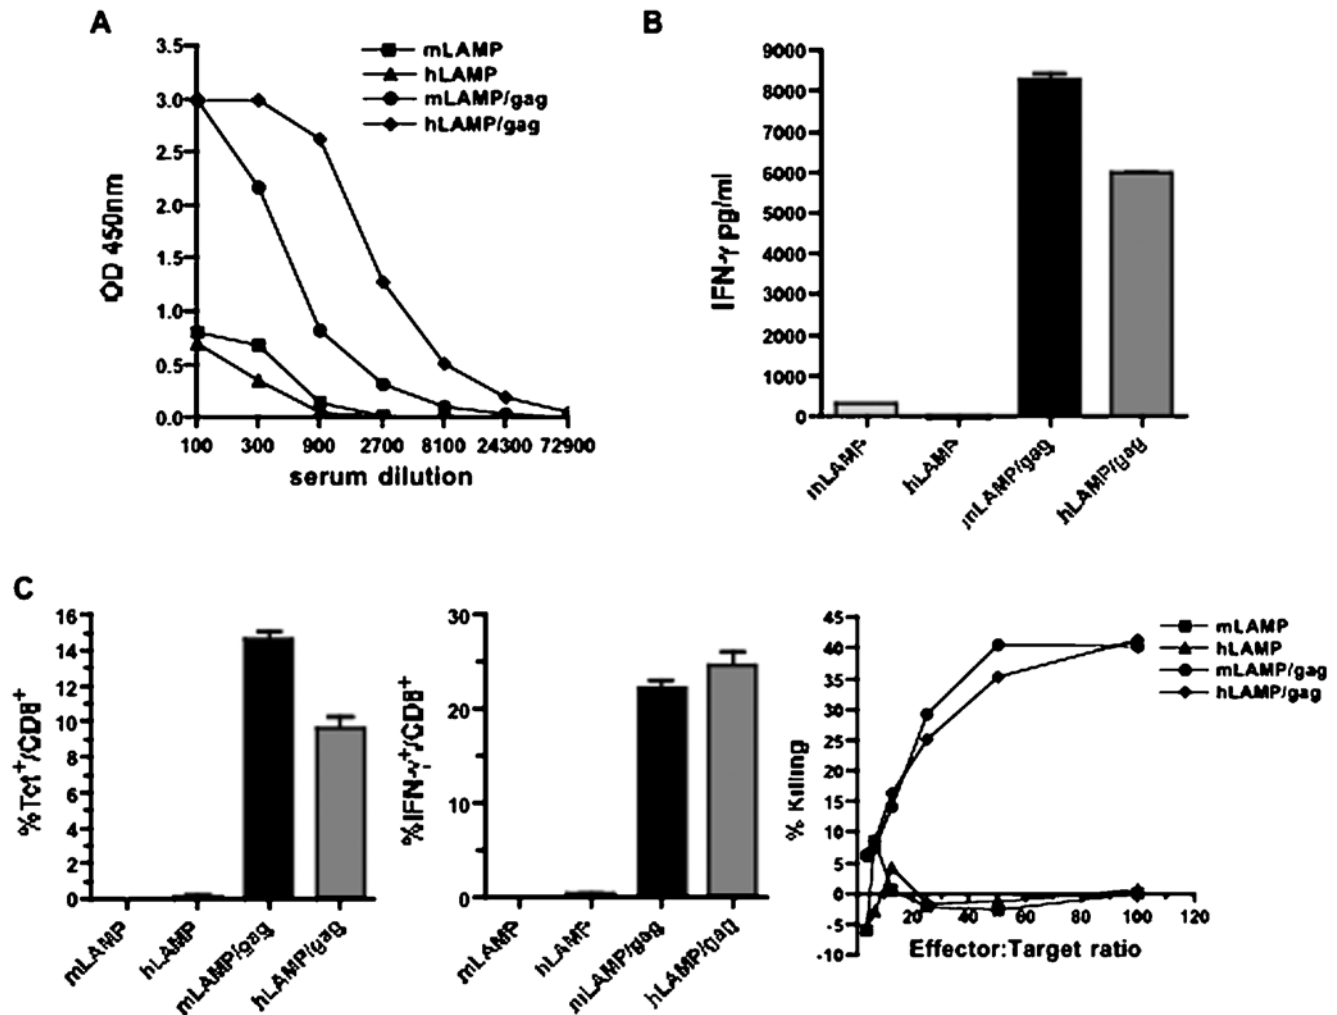 A
3.5
3.0
2.5
2.0
1.5
1.0
0.5
0.0
OD 450nm
100 300 900 2700 8100 24300 72900
serum dilution
mLAMP
hLAMP
mLAMP/gag
hLAMP/gag
B
9000
8000
7000
6000
5000
4000
3000
2000
1000
0
IFN-γ pg/ml
mLAMP
hLAMP
mLAMP/gag
hLAMP/gag
C
16
14
12
10
8
6
4
2
0
%Tet⁺/CD8⁺
mLAMP
hLAMP
mLAMP/gag
hLAMP/gag
30
20
10
0
%IFN-γ⁺/CD8⁺
mLAMP
hLAMP
mLAMP/gag
hLAMP/gag
45
40
35
30
25
20
15
10
5
0
-5
-10
% Killing
20 40 60 80 100 120
Effector:Target ratio
mLAMP
hLAMP
mLAMP/gag
hLAMP/gag